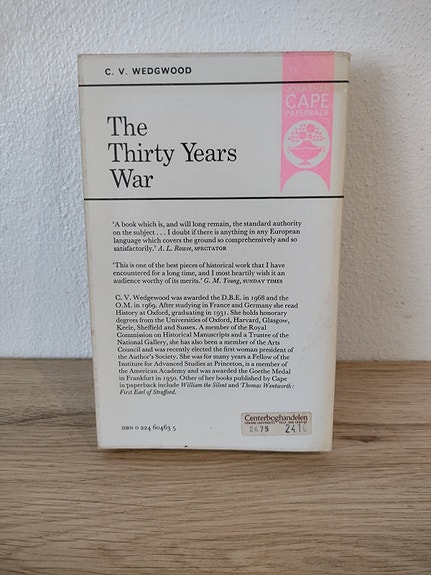 C. V. WEDGWOOD
JONATHAN
CAPE
PAPERBACK
The
Thirty Years
War
'A book which is, and will long remain, the standard authority
on the subject . . . I doubt if there is anything in any European
language which covers the ground so comprehensively and so
satisfactorily.' A. L. Rowse, SPECTATOR
'This is one of the best pieces of historical work that I have
encountered for a long time, and I most heartily wish it an
audience worthy of its merits.' G. M. Young, SUNDAY TIMES
C. V. Wedgwood was awarded the D.B.E. in 1968 and the
O.M. in 1969. After studying in France and Germany she read
History at Oxford, graduating in 1931. She holds honorary
degrees from the Universities of Oxford, Harvard, Glasgow,
Keele, Sheffield and Sussex. A member of the Royal
Commission on Historical Manuscripts and a Trustee of the
National Gallery, she has also been a member of the Arts
Council and was recently elected the first woman president of
the Author's Society. She was for many years a Fellow of the
Institute for Advanced Studies at Princeton, is a member of
the American Academy and was awarded the Goethe Medal
in Frankfurt in 1950. Other of her books published by Cape
in paperback include William the Silent and Thomas Wentworth:
First Earl of Strafford.
ISBN 0 224 60463 5
Centerboghandelen
26.75 241